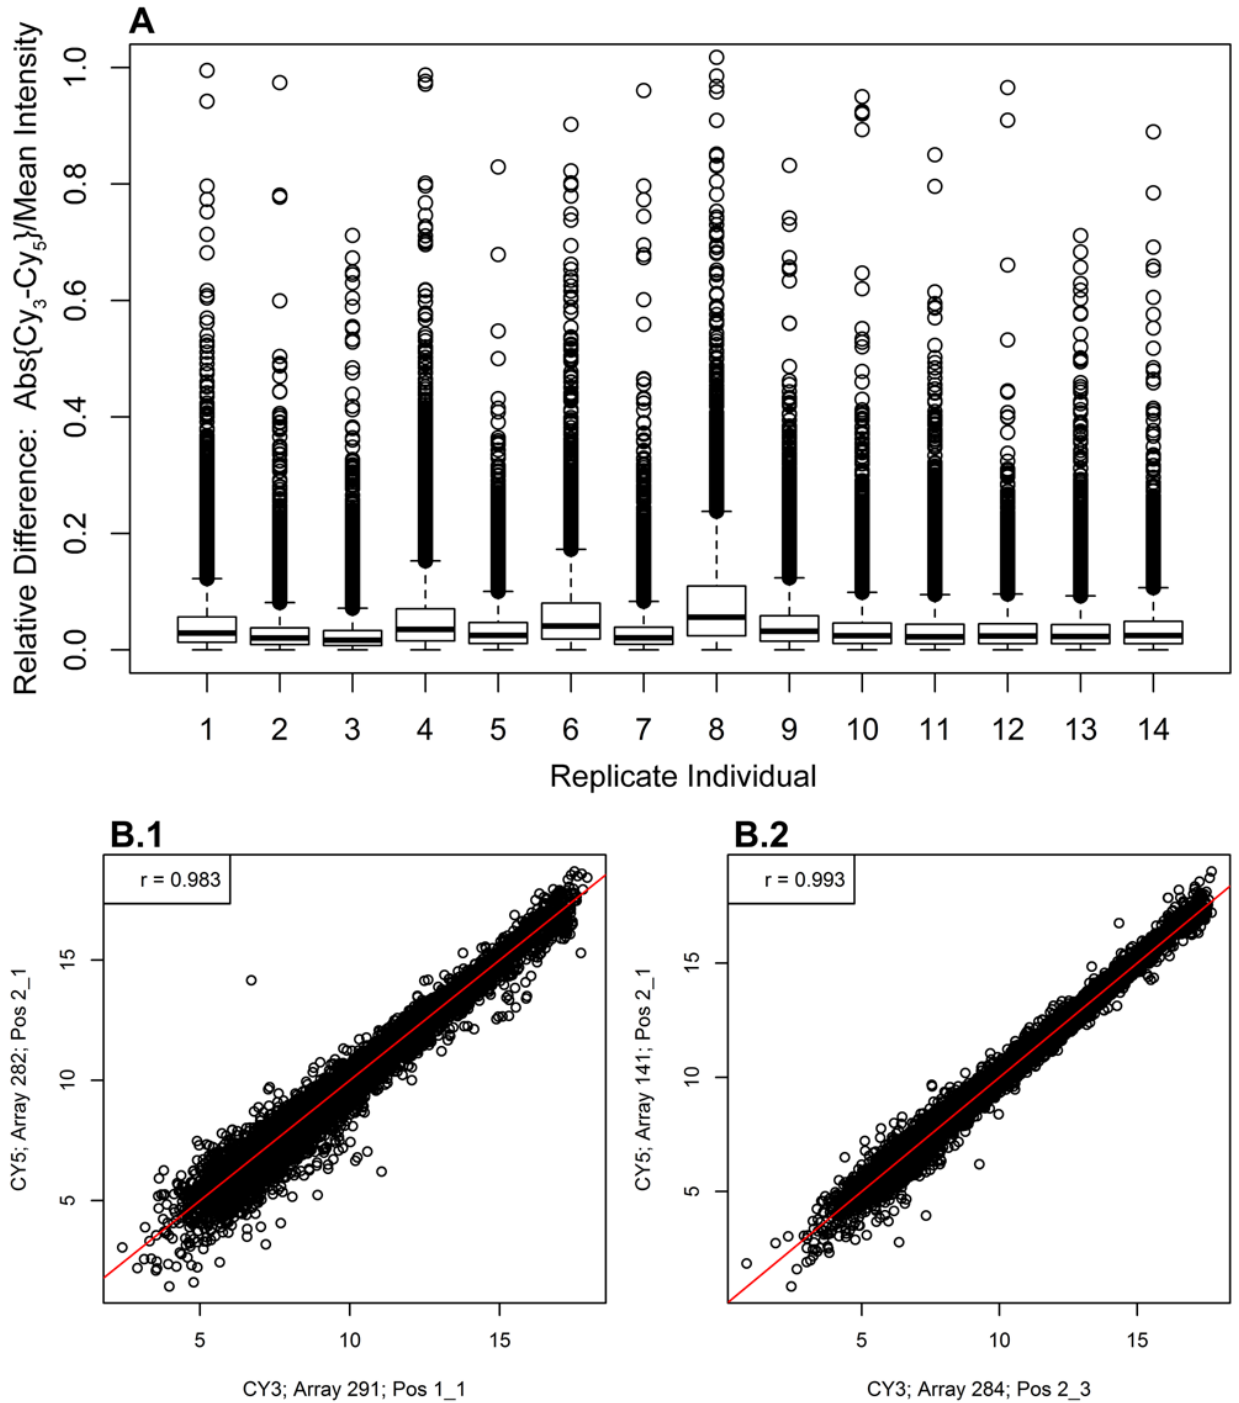 A
Relative Difference: Abs{Cy3-Cy5}/Mean Intensity
1.0
0.8
0.6
0.4
0.2
0.0
1 2 3 4 5 6 7 8 9 10 11 12 13 14
Replicate Individual
B.1
r = 0.983
CY5; Array 282; Pos 2_1
15
10
5
5 10 15
CY3; Array 291; Pos 1_1
B.2
r = 0.993
CY5; Array 141; Pos 2_1
15
10
5
5 10 15
CY3; Array 284; Pos 2_3